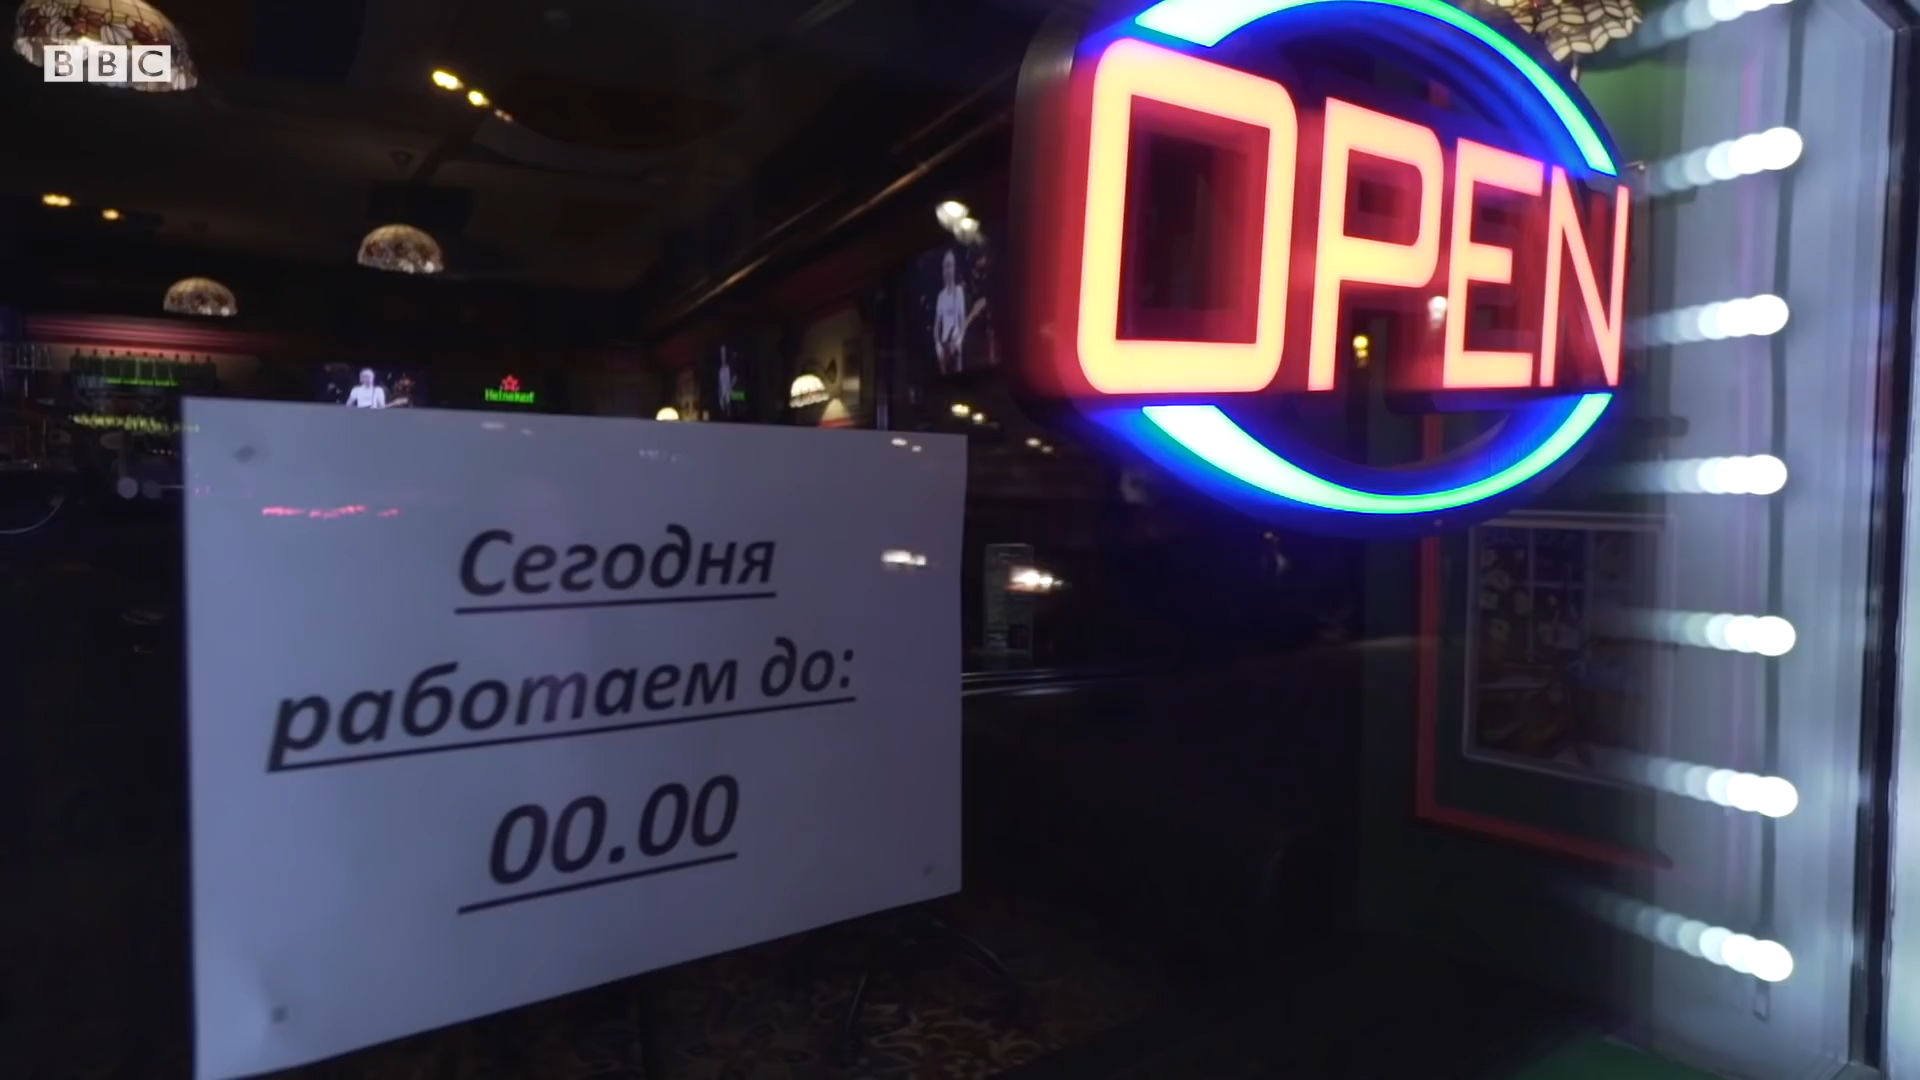 BBC
OPEN
Heineken
Сегодня
работаем до:
00.00